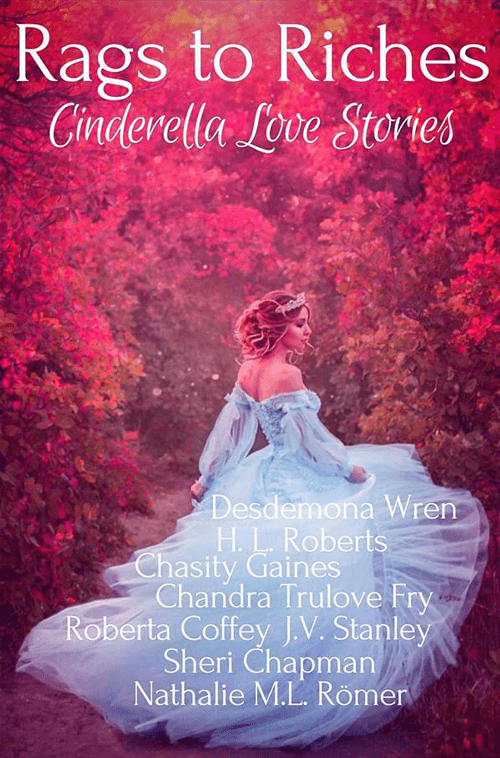 Rags to Riches
Cinderella Love Stories
Desdemona Wren
H. L. Roberts
Chasity Gaines
Chandra Trulove Fry
Roberta Coffey J.V. Stanley
Sheri Chapman
Nathalie M.L. Römer